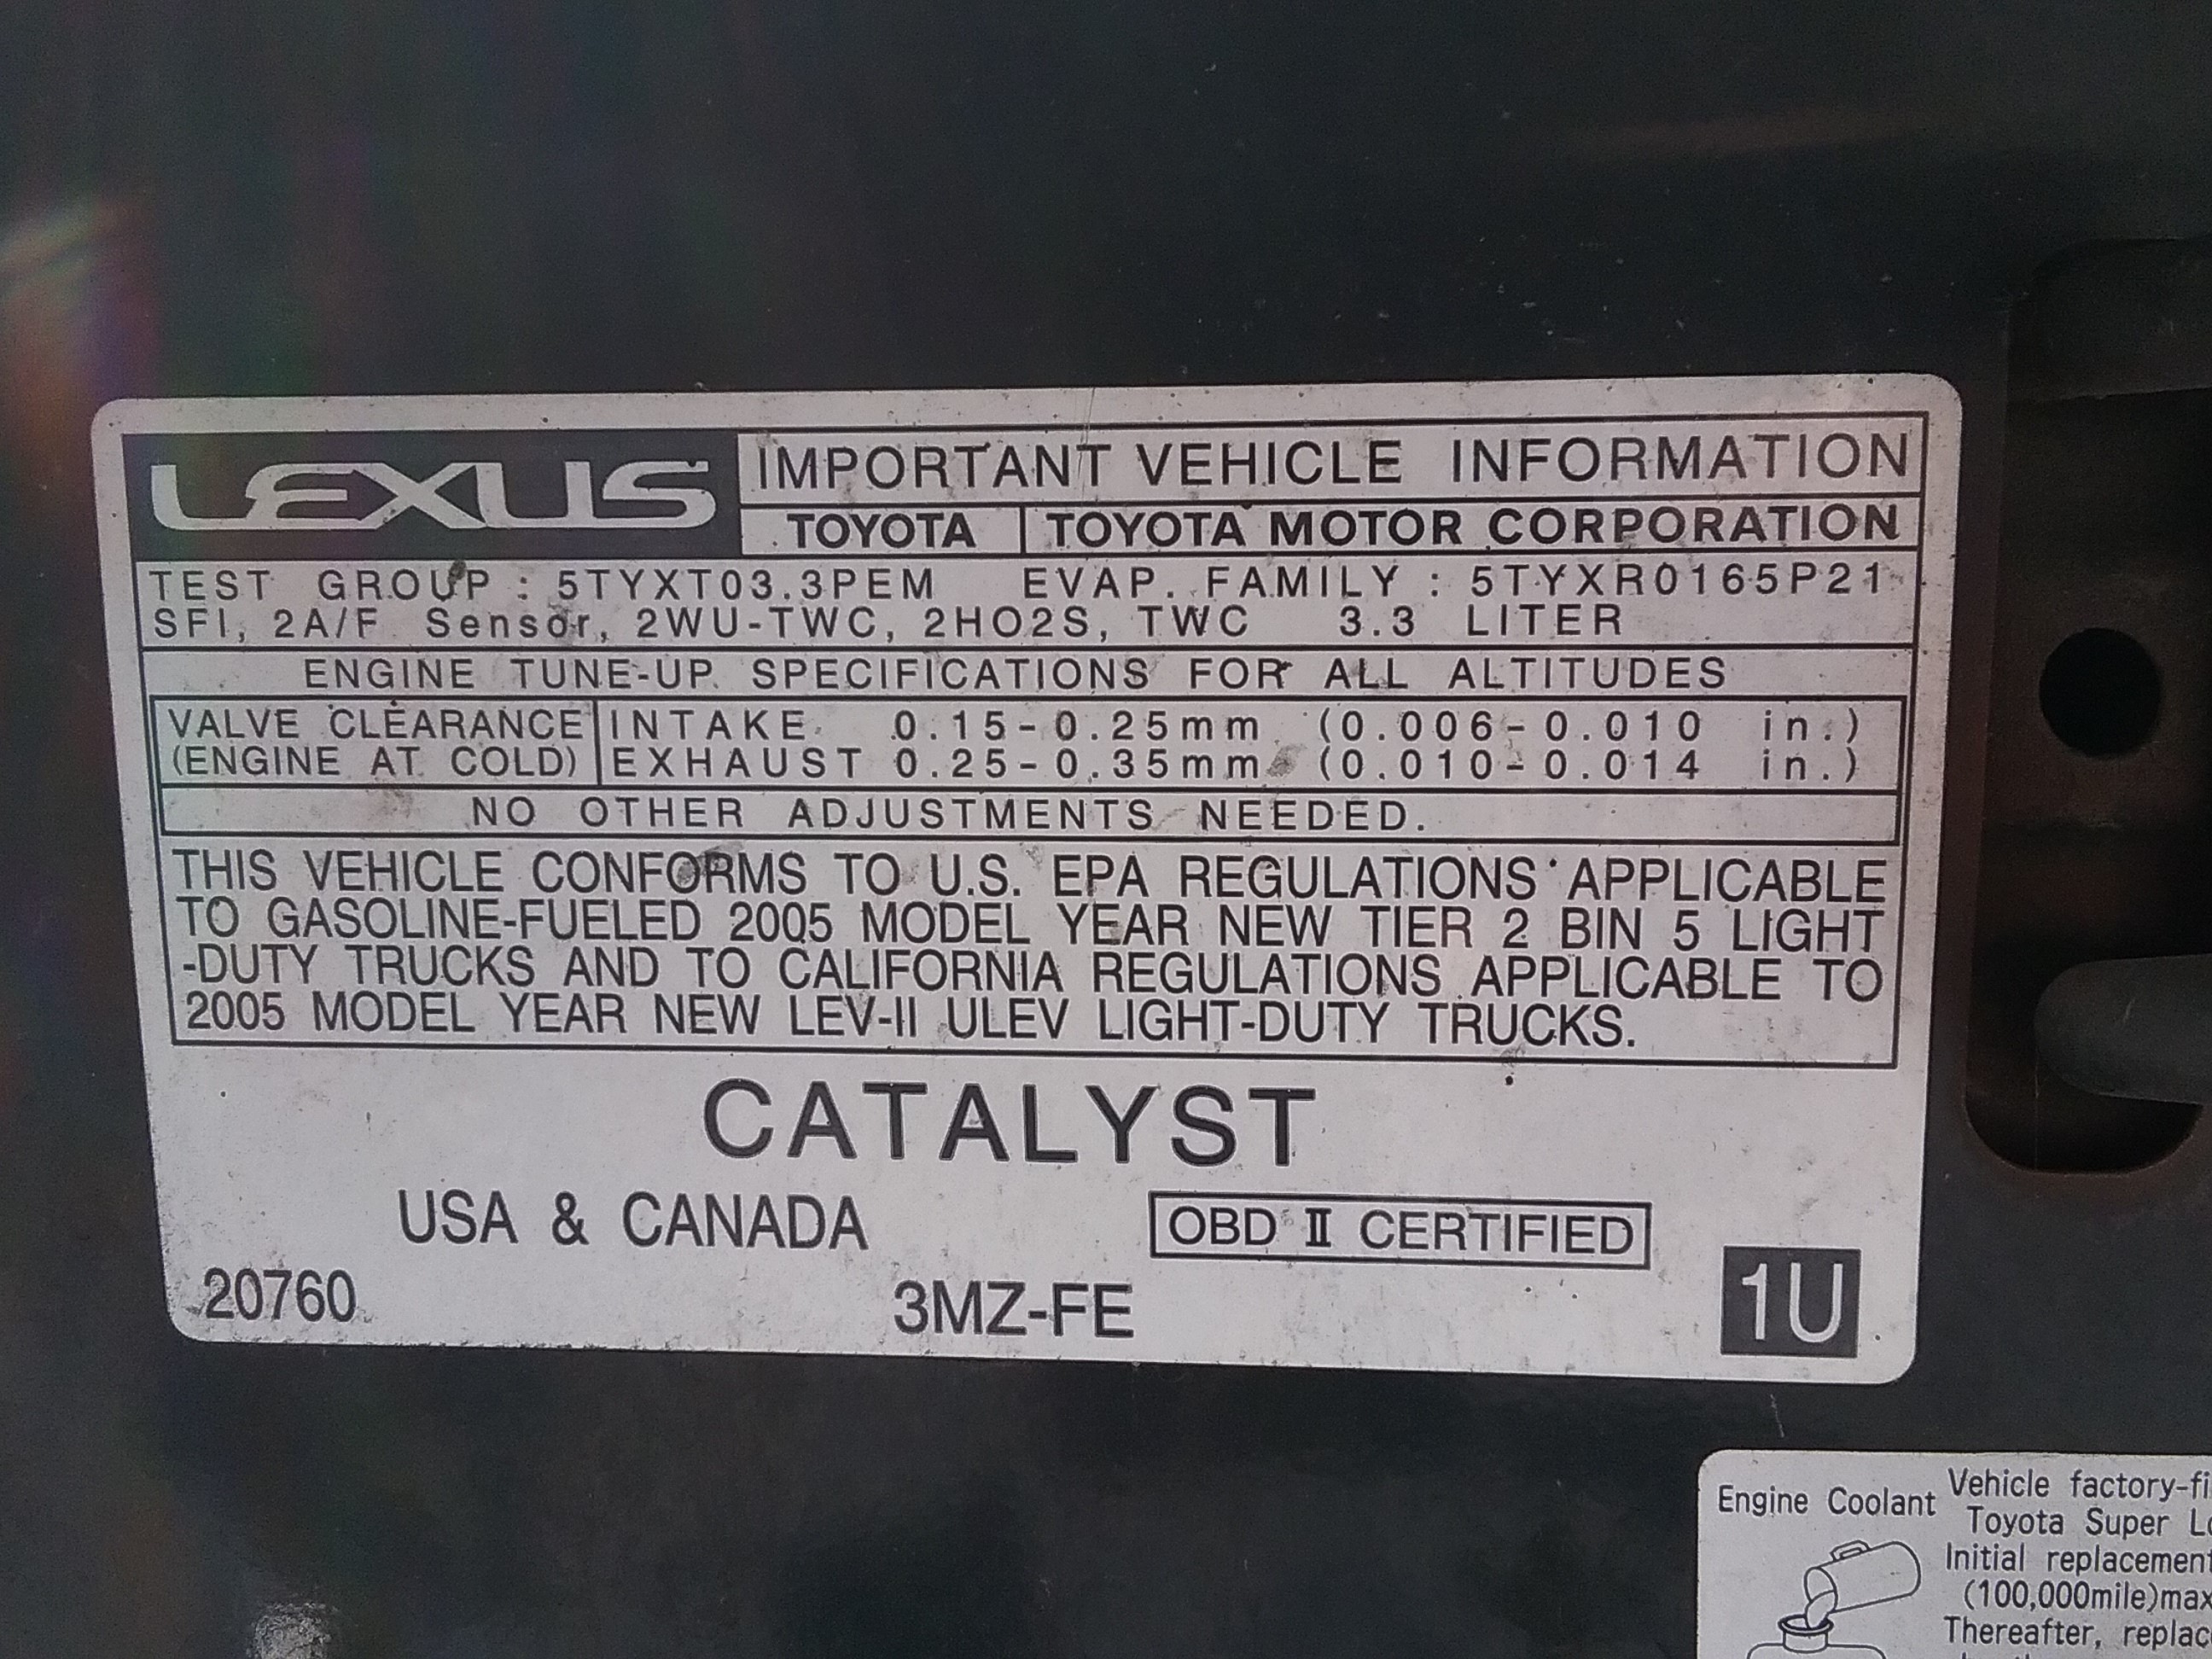 LEXUS IMPORTANT VEHICLE INFORMATION
TOYOTA TOYOTA MOTOR CORPORATION
TEST GROUP : 5TYXT03.3PEM EVAP. FAMILY : 5TYXR0165P21
SFI, 2A/F Sensor, 2WU-TWC, 2HO2S, TWC 3.3 LITER
ENGINE TUNE-UP SPECIFICATIONS FOR ALL ALTITUDES
VALVE CLEARANCE INTAKE 0.15-0.25mm (0.006-0.010 in.)
(ENGINE AT COLD) EXHAUST 0.25-0.35mm (0.010-0.014 in.)
NO OTHER ADJUSTMENTS NEEDED.
THIS VEHICLE CONFORMS TO U.S. EPA REGULATIONS APPLICABLE
TO GASOLINE-FUELED 2005 MODEL YEAR NEW TIER 2 BIN 5 LIGHT
-DUTY TRUCKS AND TO CALIFORNIA REGULATIONS APPLICABLE TO
2005 MODEL YEAR NEW LEV-II ULEV LIGHT-DUTY TRUCKS.
CATALYST
USA & CANADA OBD II CERTIFIED
20760 3MZ-FE 1U
Engine Coolant Vehicle factory-fi
Toyota Super
Initial replacement
(100,000mile)max
Thereafter, replac